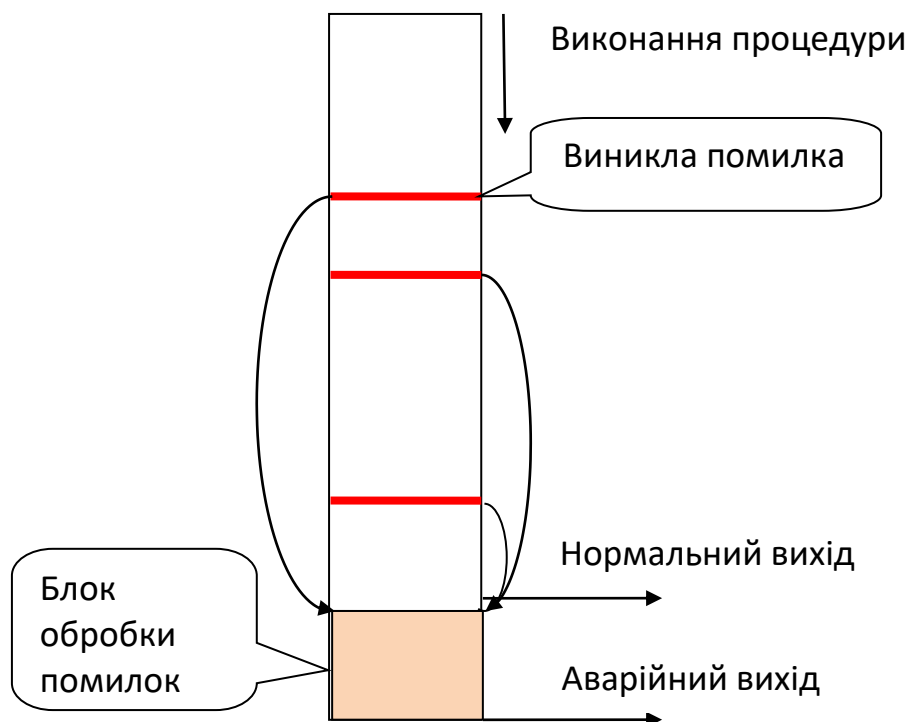 Виконання процедури
Виникла помилка
Нормальний вихід
Блок
обробки
помилок
Аварійний вихід